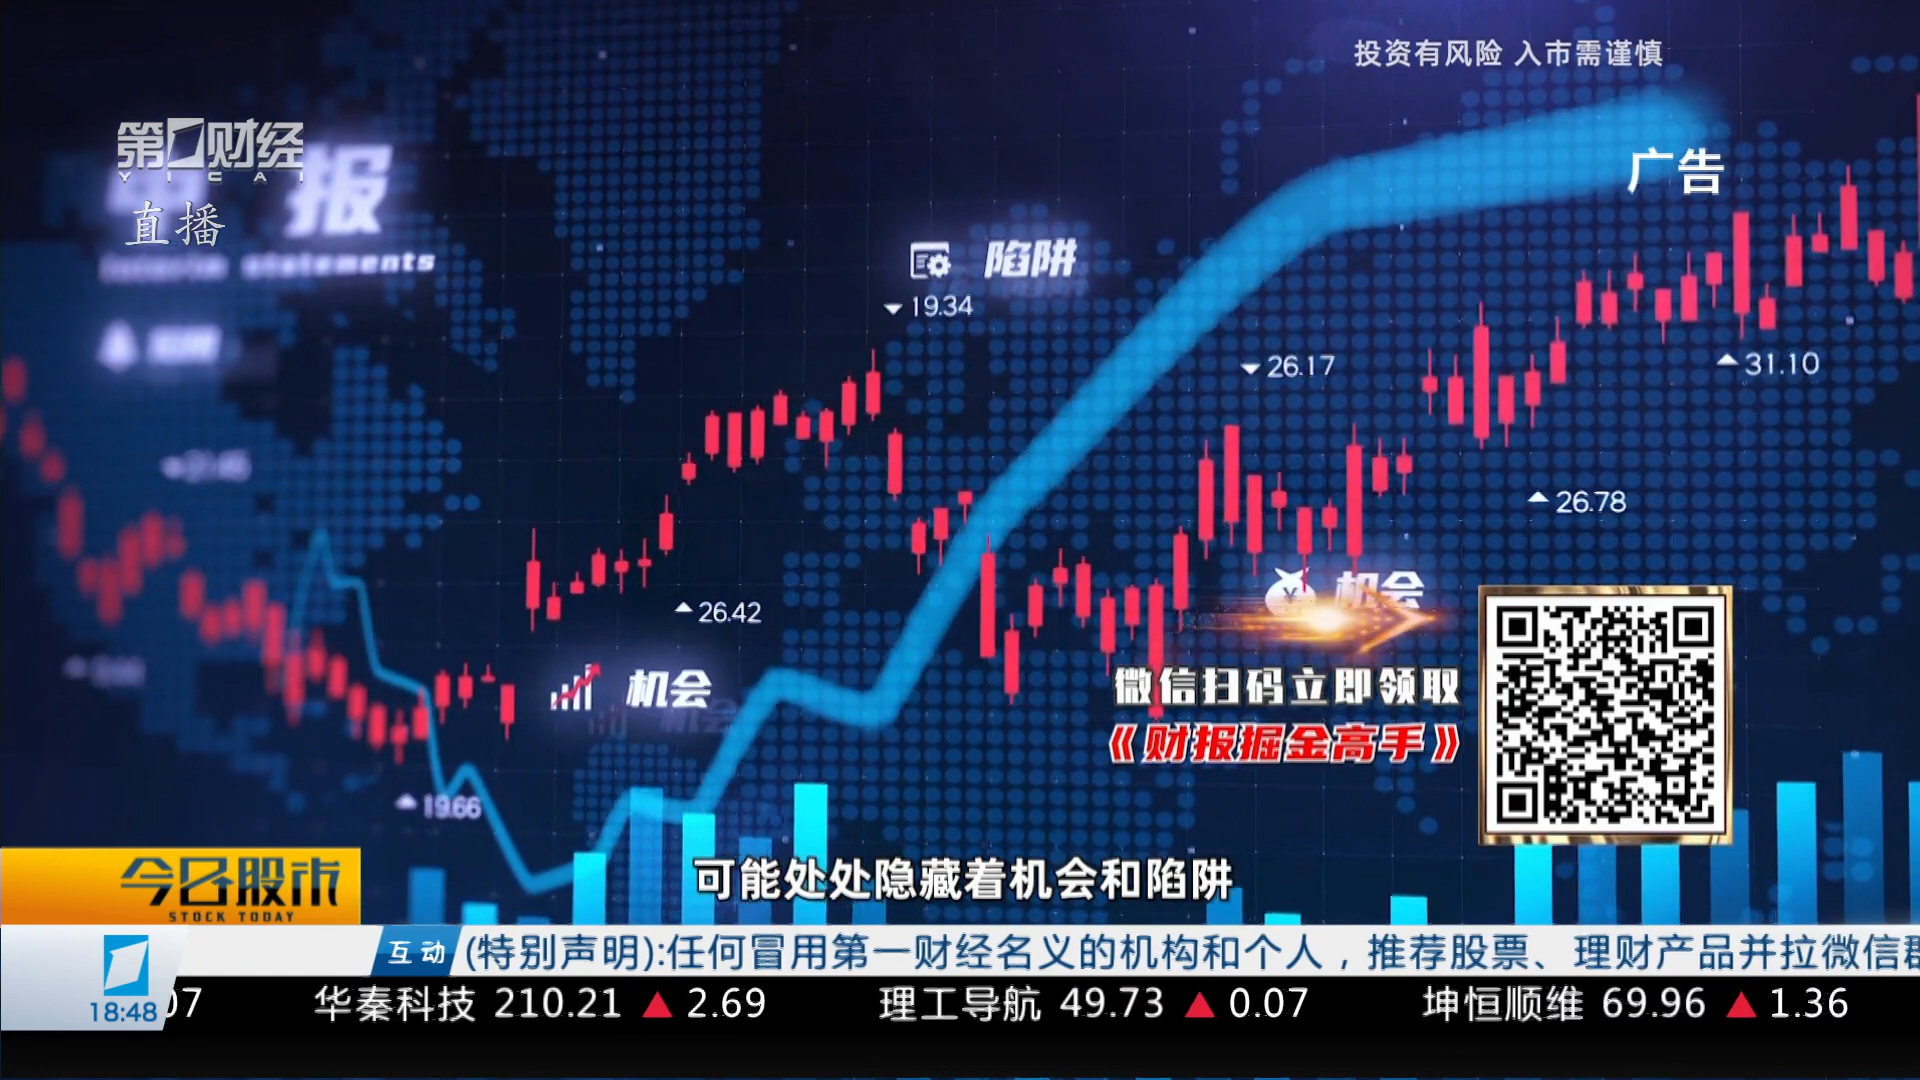 投资有风险 入市需谨慎
第1财经
YICAI
广告
报
直播
Interim statements
陷阱
19.34
26.17
31.10
26.78
机会
26.42
机会
19.66
微信扫码立即领取
《财报掘金高手》
可能处处隐藏着机会和陷阱
今日股市
STOCK TODAY
互动 (特别声明):任何冒用第一财经名义的机构和个人，推荐股票、理财产品并拉微信群
18:48
07 华秦科技 210.21 ▲ 2.69 理工导航 49.73 ▲ 0.07 坤恒顺维 69.96 ▲ 1.36